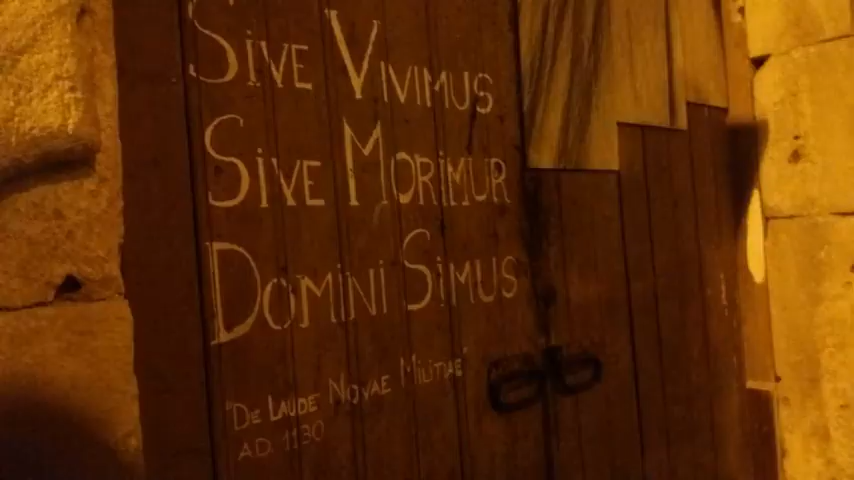 Sive Vivimus
Sive Morimur
Domini Simus
"De Laude Novae Militiae"
A.D. 1130